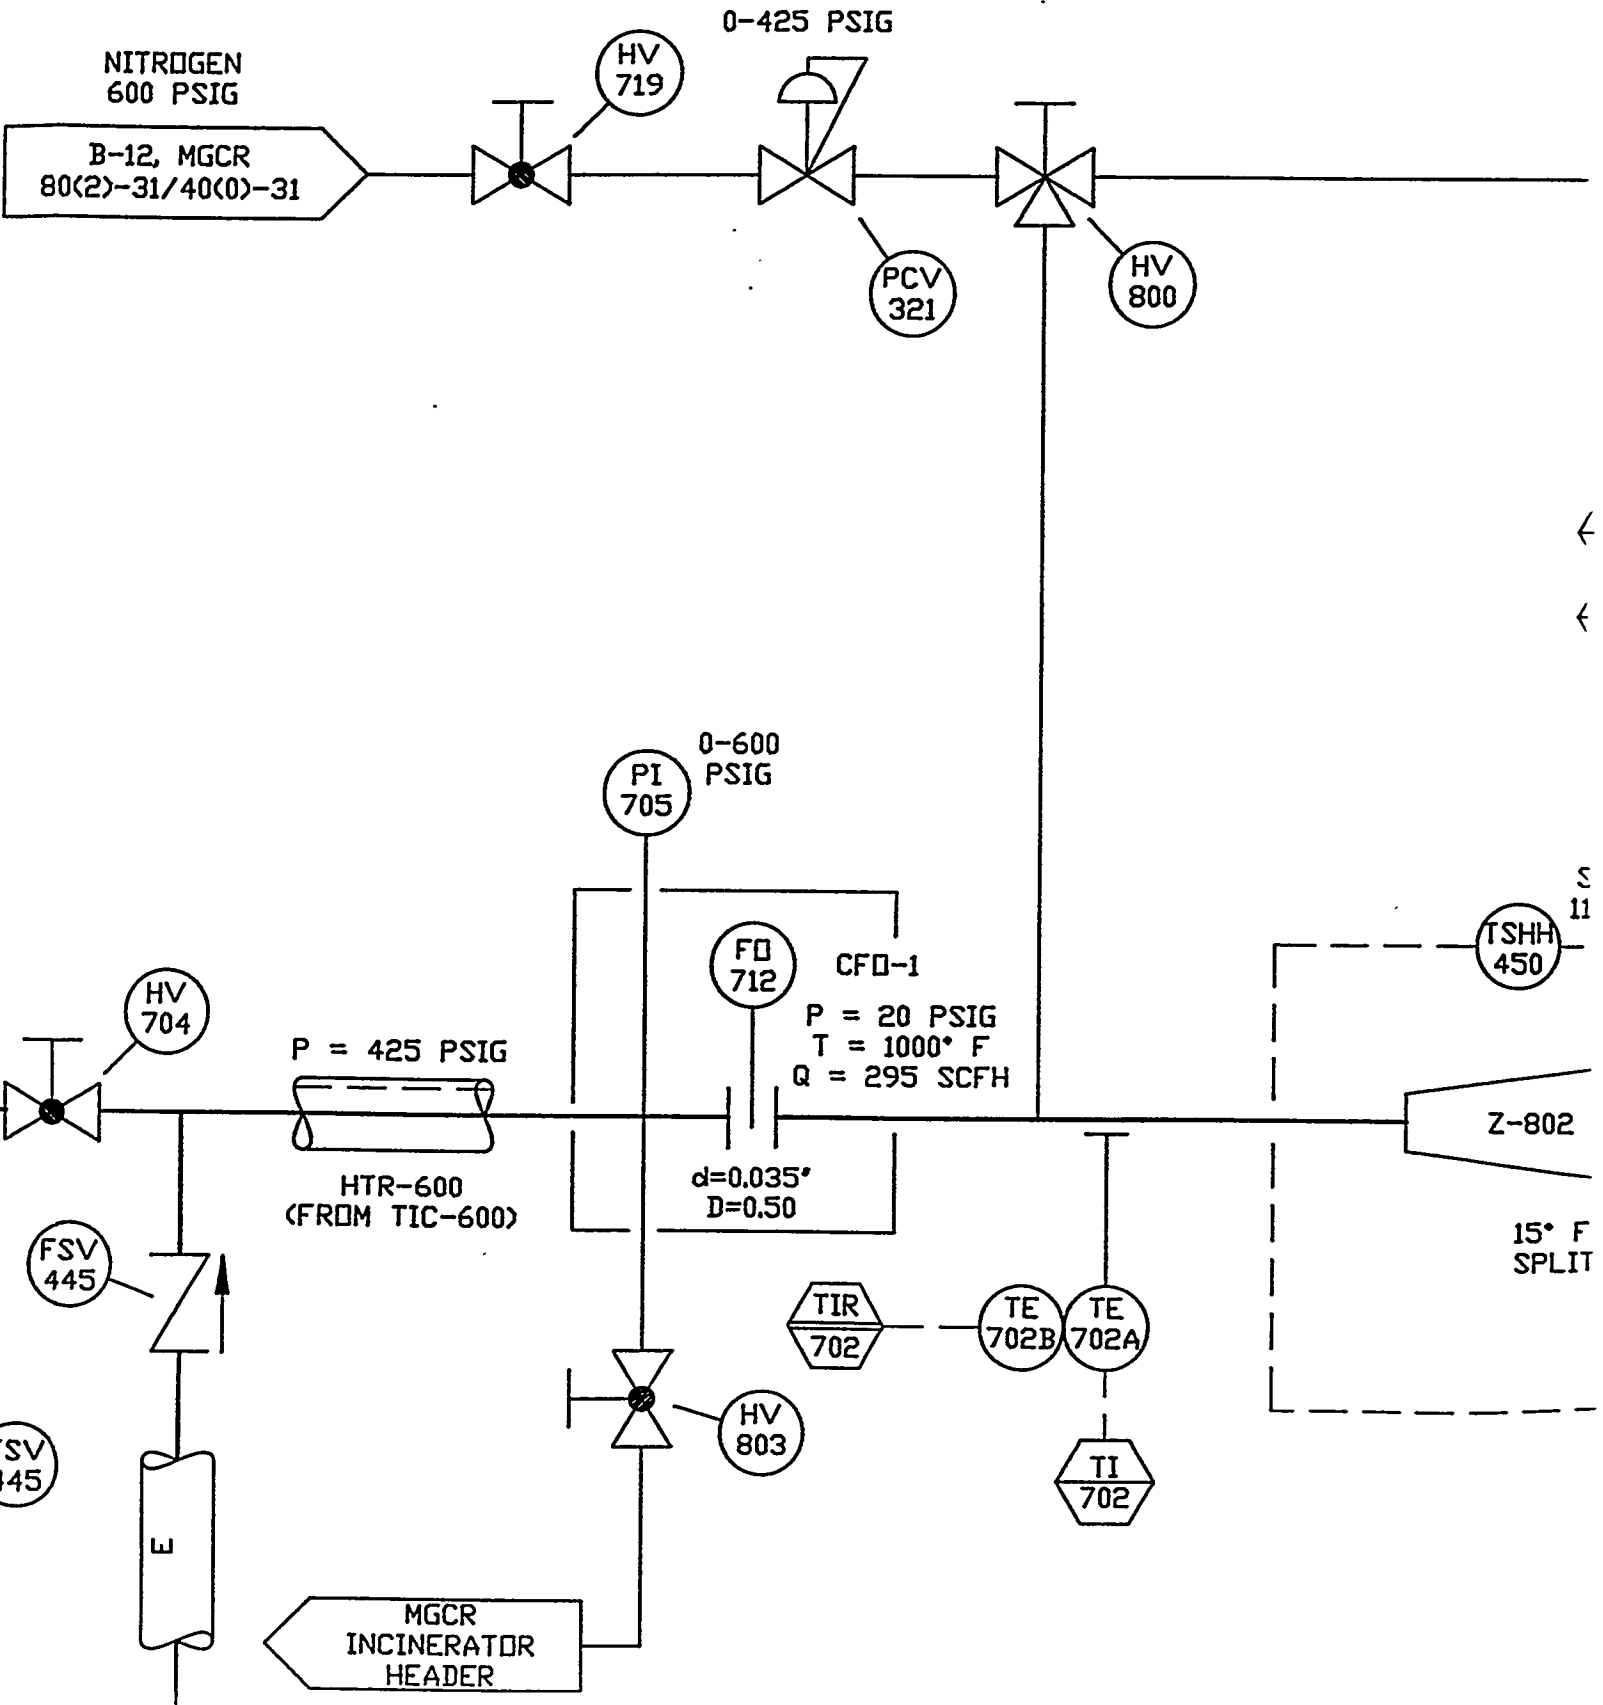 0-425 PSIG
NITROGEN
600 PSIG
HV
719
B-12, MGCR
80(2)-31/40(0)-31
PCV
321
HV
800
0-600
PSIG
PI
705
S
11
TSHH
450
FO
712
CFO-1
HV
704
P = 20 PSIG
T = 1000° F
Q = 295 SCFH
P = 425 PSIG
Z-802
d=0.035"
D=0.50
HTR-600
(FROM TIC-600)
15° F
SPLIT
FSV
445
TIR
702
TE
702B
TE
702A
HV
803
SV
45
TI
702
E
MGCR
INCINERATOR
HEADER